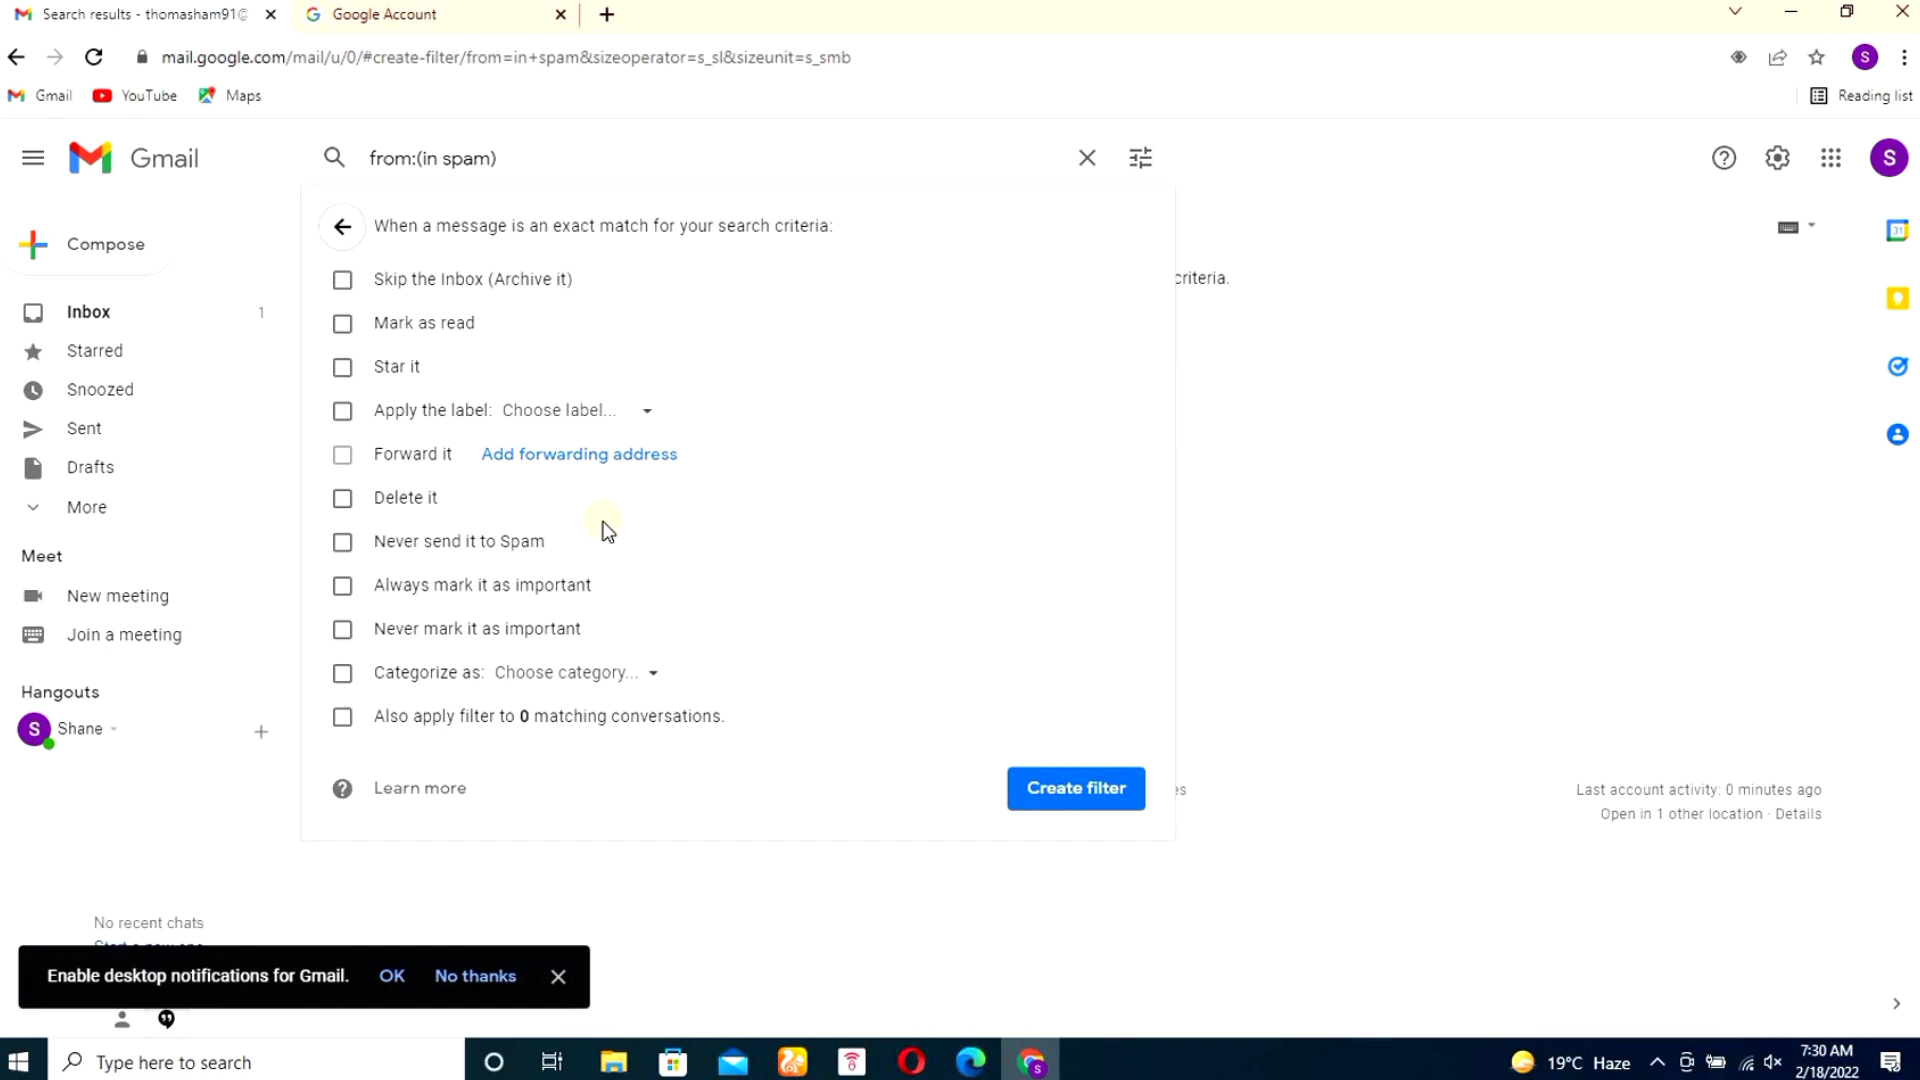 Search results - thomasham91@
Google Account
mail.google.com/mail/u/0/#create-filter/from=in+spam&sizeoperator=s_sl&sizeunit=s_smb
S
Gmail
YouTube
Maps
Reading list
Gmail
from:(in spam)
S
Compose
When a message is an exact match for your search criteria:
31
Skip the Inbox (Archive it)
criteria.
Inbox
1
Mark as read
Starred
Star it
Snoozed
Apply the label: Choose label...
Sent
Forward it Add forwarding address
Drafts
Delete it
More
Never send it to Spam
Meet
Always mark it as important
New meeting
Never mark it as important
Join a meeting
Categorize as: Choose category...
Hangouts
Also apply filter to 0 matching conversations.
S
Shane
Learn more
Create filter
es
Last account activity: 0 minutes ago
Open in 1 other location · Details
No recent chats
Enable desktop notifications for Gmail. OK No thanks
Type here to search
S
19°C Haze
7:30 AM
2/18/2022